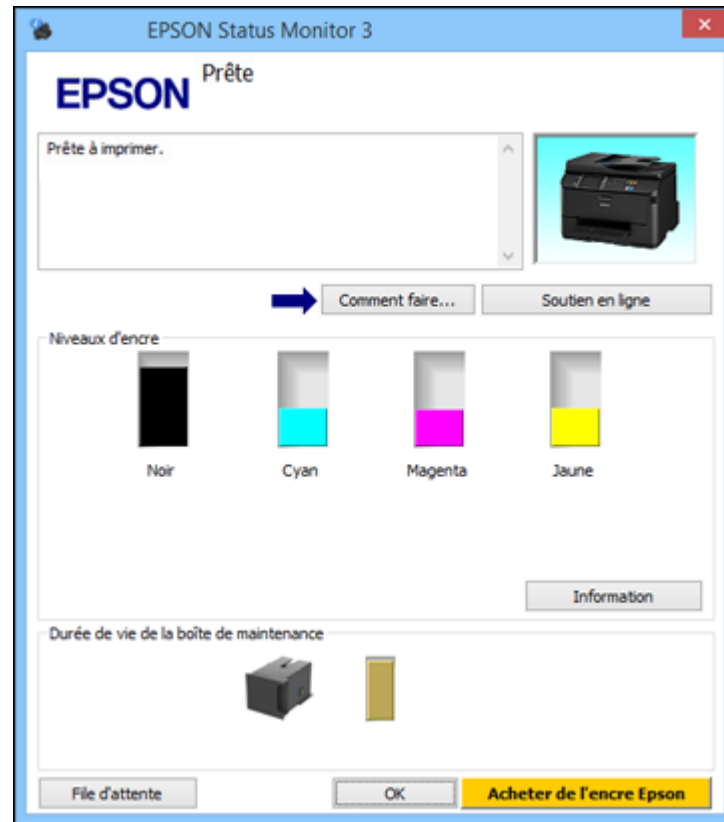 EPSON Status Monitor 3
EPSON
Prête
Prête à imprimer.
Comment faire...
Soutien en ligne
Niveaux d'encre
Noir
Cyan
Magenta
Jaune
Information
Durée de vie de la boîte de maintenance
File d'attente
OK
Acheter de l'encre Epson